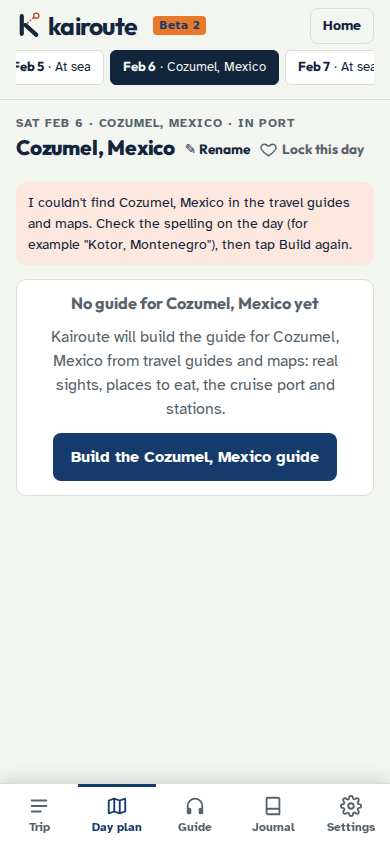 kairoute
Beta 2
Home
Feb 5 · At sea
Feb 6 · Cozumel, Mexico
Feb 7 · At sea
SAT FEB 6 · COZUMEL, MEXICO · IN PORT
Cozumel, Mexico
✎ Rename
Lock this day
I couldn't find Cozumel, Mexico in the travel guides
and maps. Check the spelling on the day (for
example "Kotor, Montenegro"), then tap Build again.
No guide for Cozumel, Mexico yet
Kairoute will build the guide for Cozumel,
Mexico from travel guides and maps: real
sights, places to eat, the cruise port and
stations.
Build the Cozumel, Mexico guide
Trip
Day plan
Guide
Journal
Settings